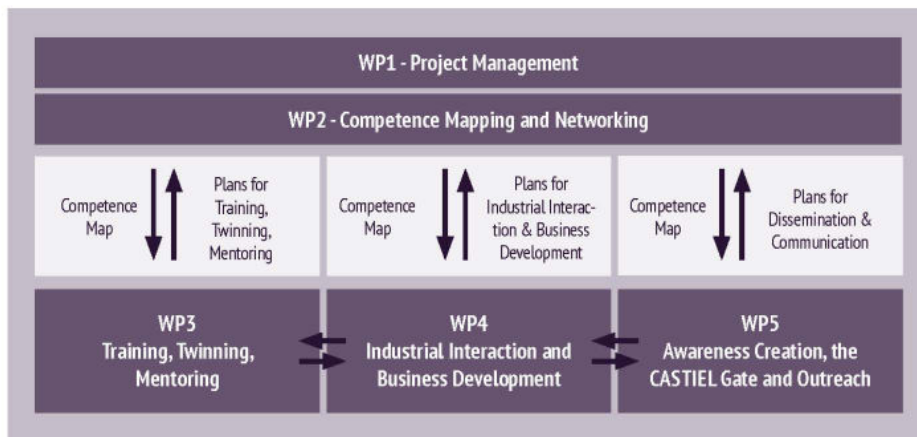 WP1 - Project Management
WP2 - Competence Mapping and Networking
Competence
Map
Plans for
Training,
Twinning,
Mentoring
Competence
Map
Plans for
Industrial Interac-
tion & Business
Development
Competence
Map
Plans for
Dissemination &
Communication
WP3
Training, Twinning,
Mentoring
WP4
Industrial Interaction and
Business Development
WP5
Awareness Creation, the
CASTIEL Gate and Outreach